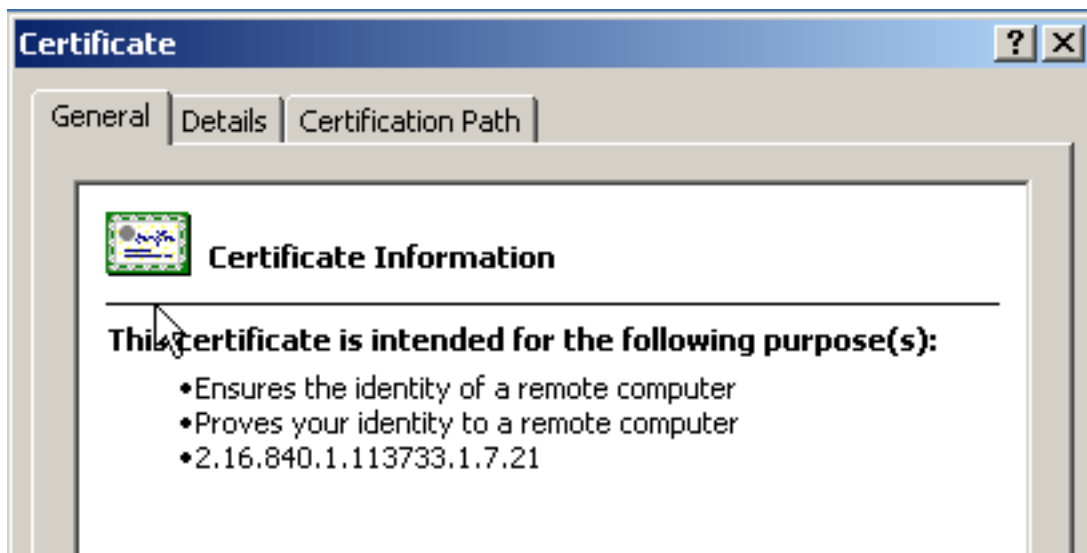 Certificate
General Details Certification Path
Certificate Information
This certificate is intended for the following purpose(s):
•Ensures the identity of a remote computer
•Proves your identity to a remote computer
•2.16.840.1.113733.1.7.21